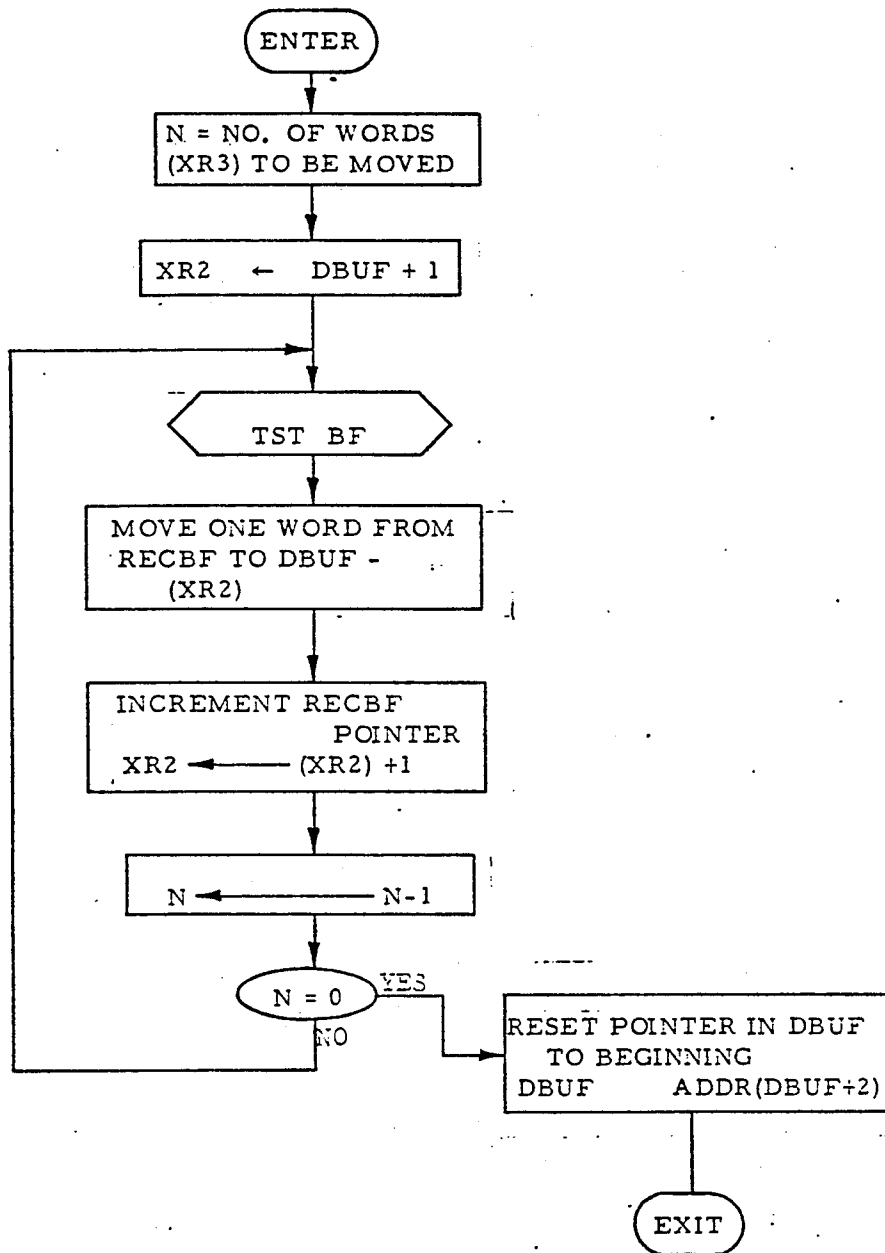 ENTER
N = NO. OF WORDS
(XR3) TO BE MOVED
XR2 ← DBUF + 1
TST BF
MOVE ONE WORD FROM
RECBF TO DBUF -
(XR2)
INCREMENT RECBF
POINTER
XR2 ← (XR2) +1
N ← N-1
N = 0
YES
NO
RESET POINTER IN DBUF
TO BEGINNING
DBUF ADDR(DBUF+2)
EXIT